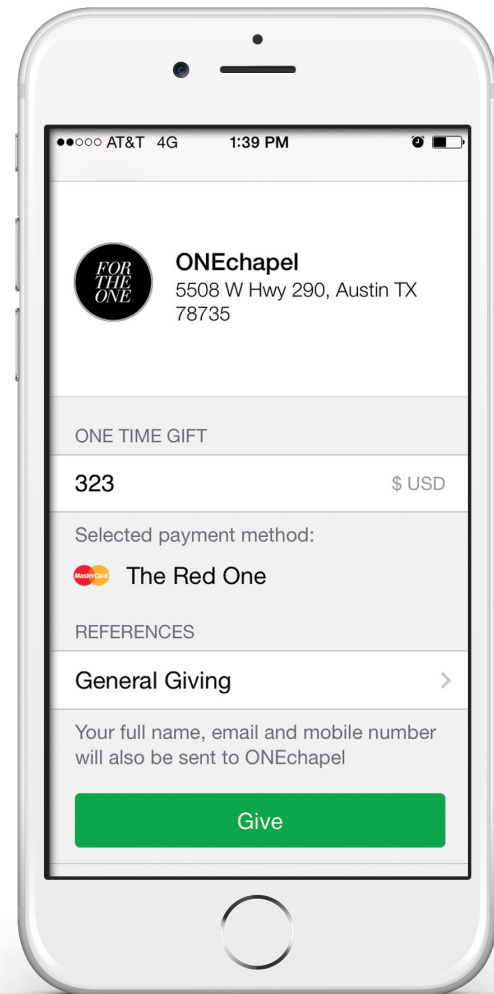 ●●○○○ AT&T 4G 1:39 PM
FOR
THE
ONE
ONEchapel
5508 W Hwy 290, Austin TX
78735
ONE TIME GIFT
323 $ USD
Selected payment method:
MasterCard The Red One
REFERENCES
General Giving
Your full name, email and mobile number
will also be sent to ONEchapel
Give